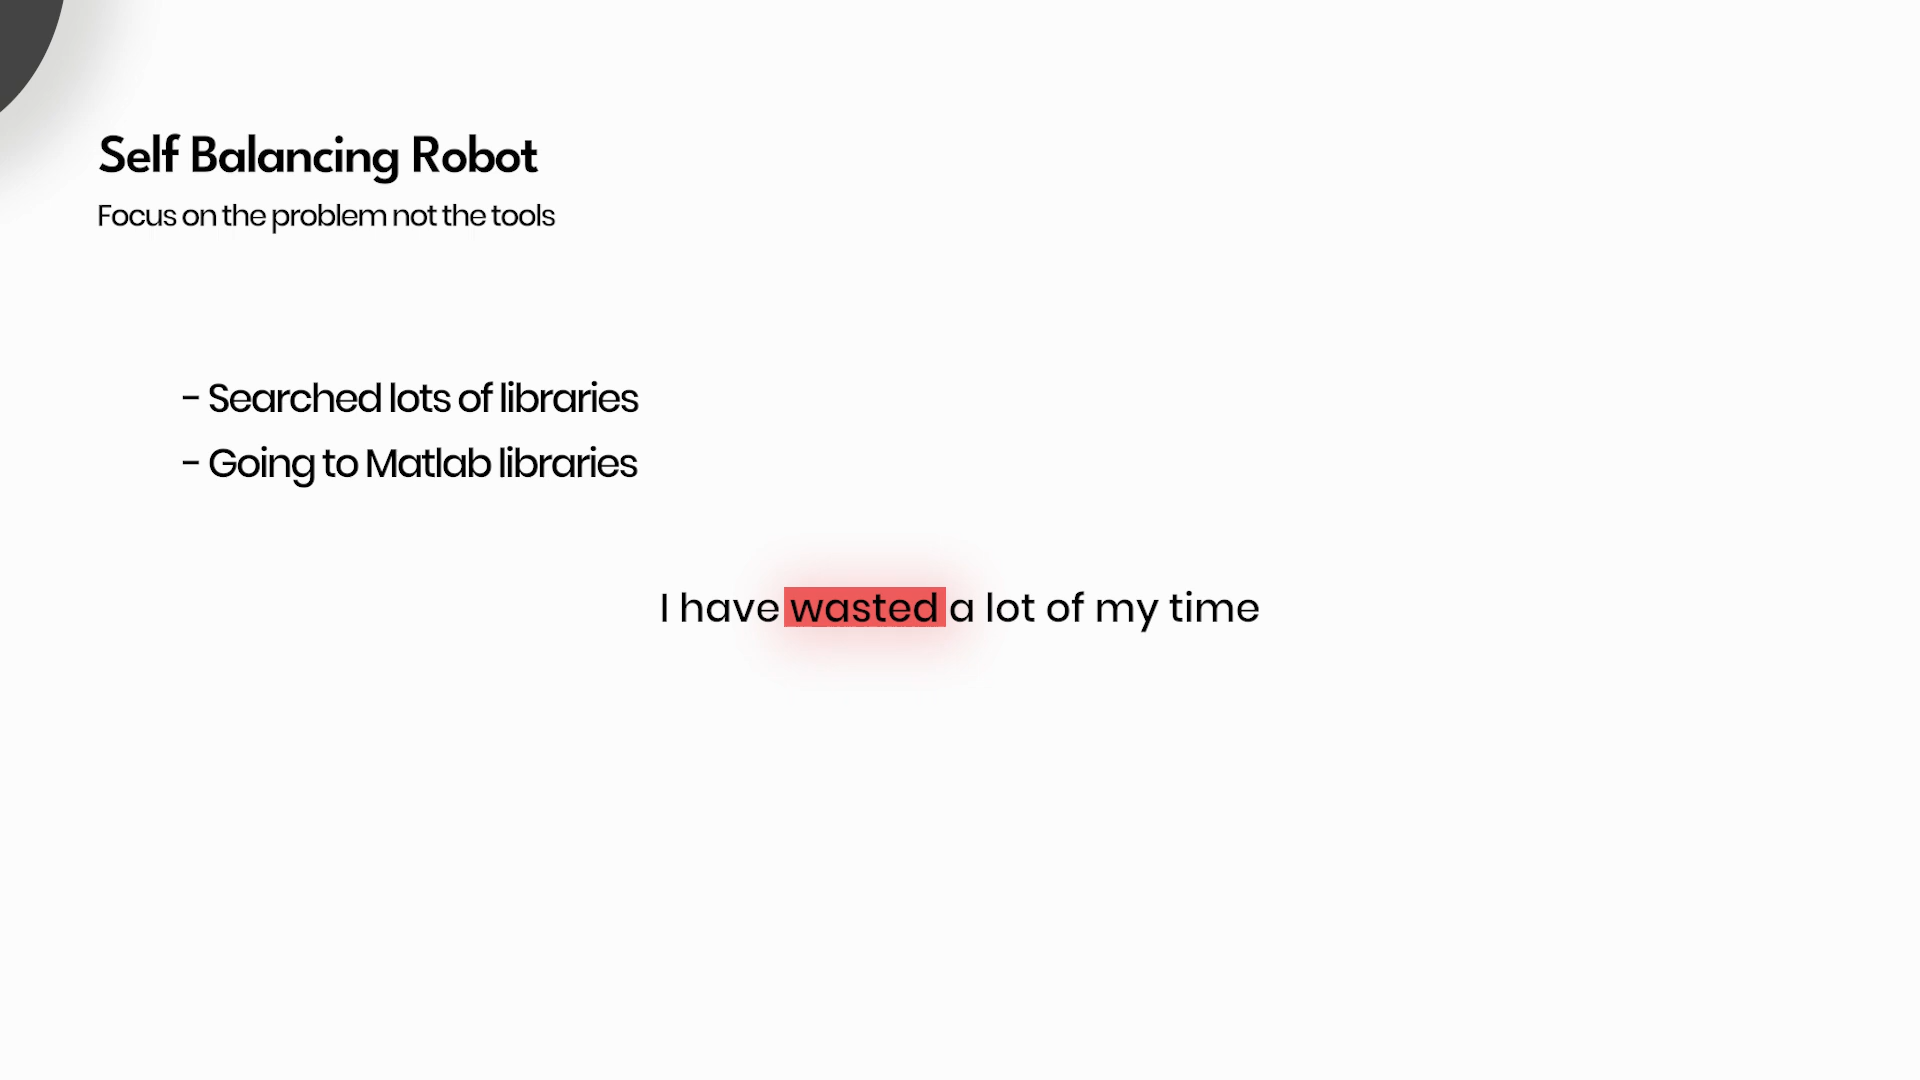 Self Balancing Robot
Focus on the problem not the tools
- Searched lots of libraries
- Going to Matlab libraries
I have wasted a lot of my time